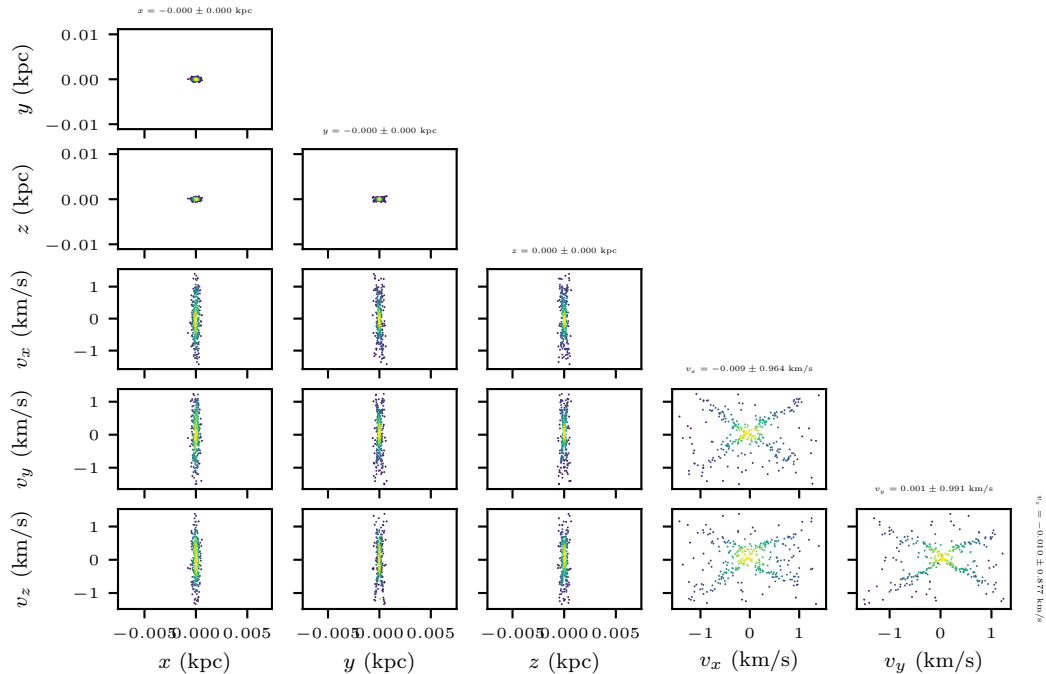 x = −0.000 ± 0.000 kpc
0.01
0.00
−0.01
y (kpc)
y = −0.000 ± 0.000 kpc
0.01
0.00
−0.01
z (kpc)
z = 0.000 ± 0.000 kpc
1
0
−1
v_x (km/s)
v_x = −0.009 ± 0.964 km/s
1
0
−1
v_y (km/s)
v_y = 0.001 ± 0.991 km/s
1
0
−1
v_z (km/s)
v_z = −0.010 ± 0.877 km/s
−0.005 0.000 0.005 −0.005 0.000 0.005 −0.005 0.000 0.005 −1 0 1 −1 0 1
x (kpc) y (kpc) z (kpc) v_x (km/s) v_y (km/s)